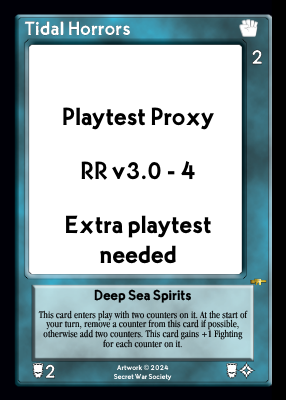 Tidal Horrors
2
Playtest Proxy
RR v3.0 - 4
Extra playtest
needed
Deep Sea Spirits
This card enters play with two counters on it. At the start of
your turn, remove a counter from this card if possible,
otherwise add two counters. This card gains +1 Fighting
for each counter on it.
2
Artwork © 2024
Secret War Society